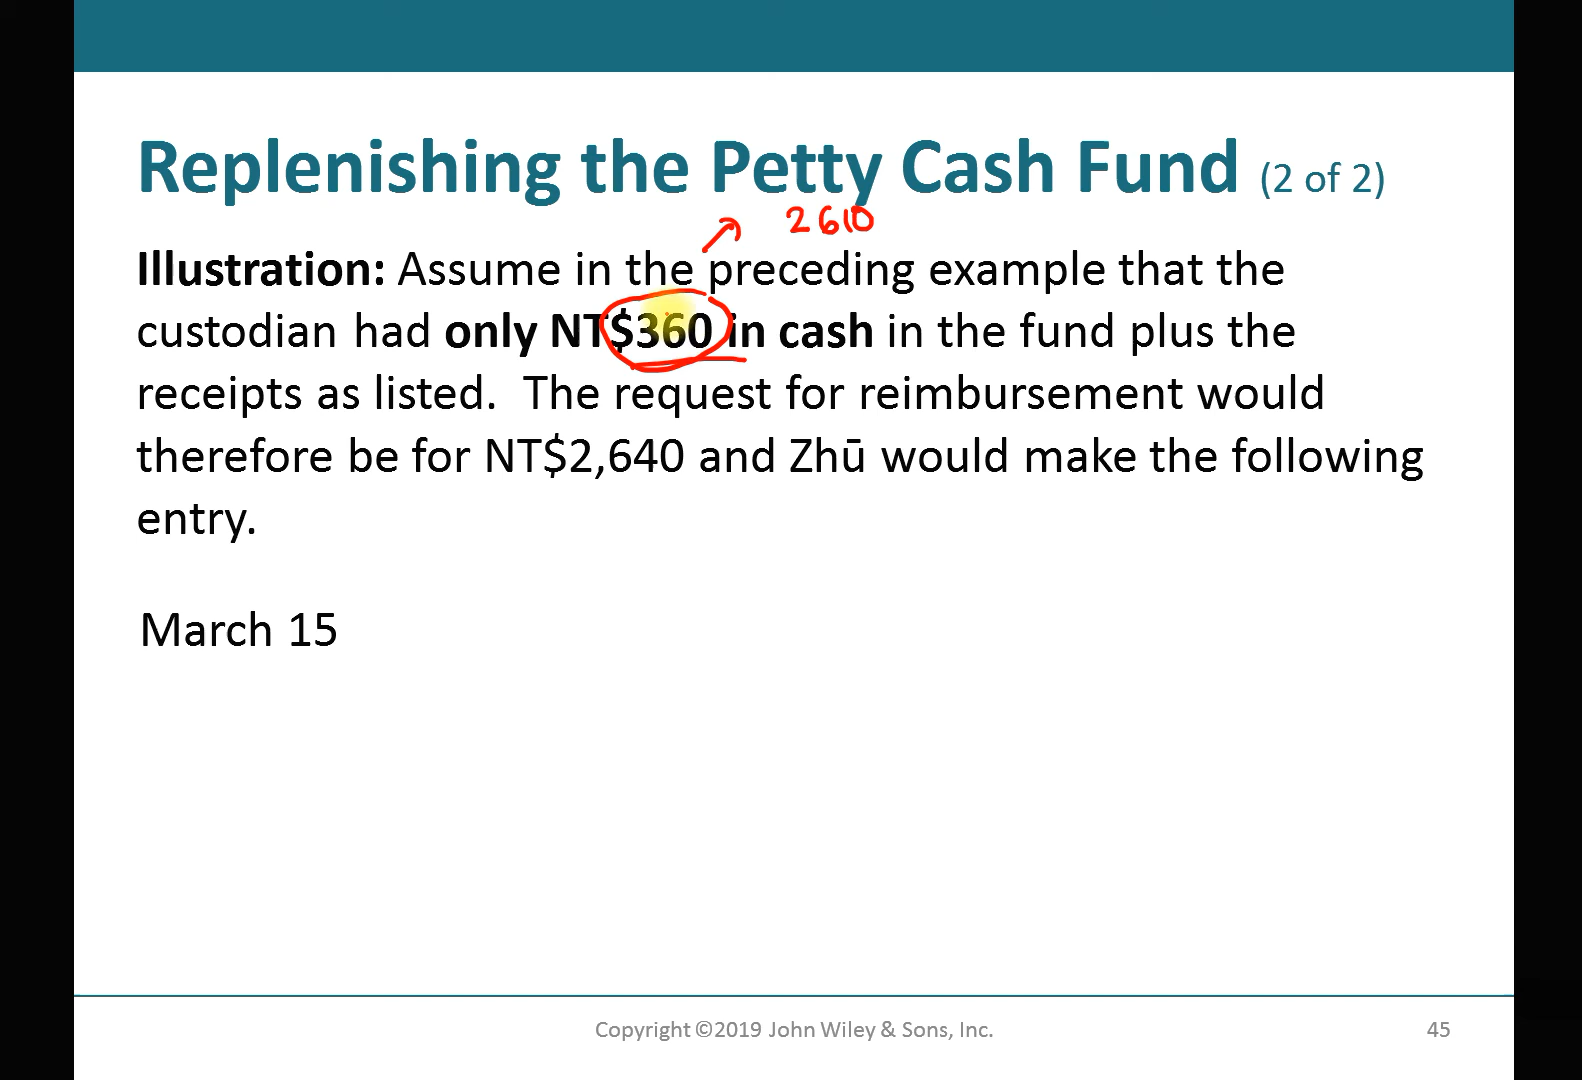 Replenishing the Petty Cash Fund (2 of 2)
2610
Illustration: Assume in the preceding example that the
custodian had only NT$360 in cash in the fund plus the
receipts as listed.  The request for reimbursement would
therefore be for NT$2,640 and Zhū would make the following
entry.
March 15
Copyright ©2019 John Wiley & Sons, Inc.
45